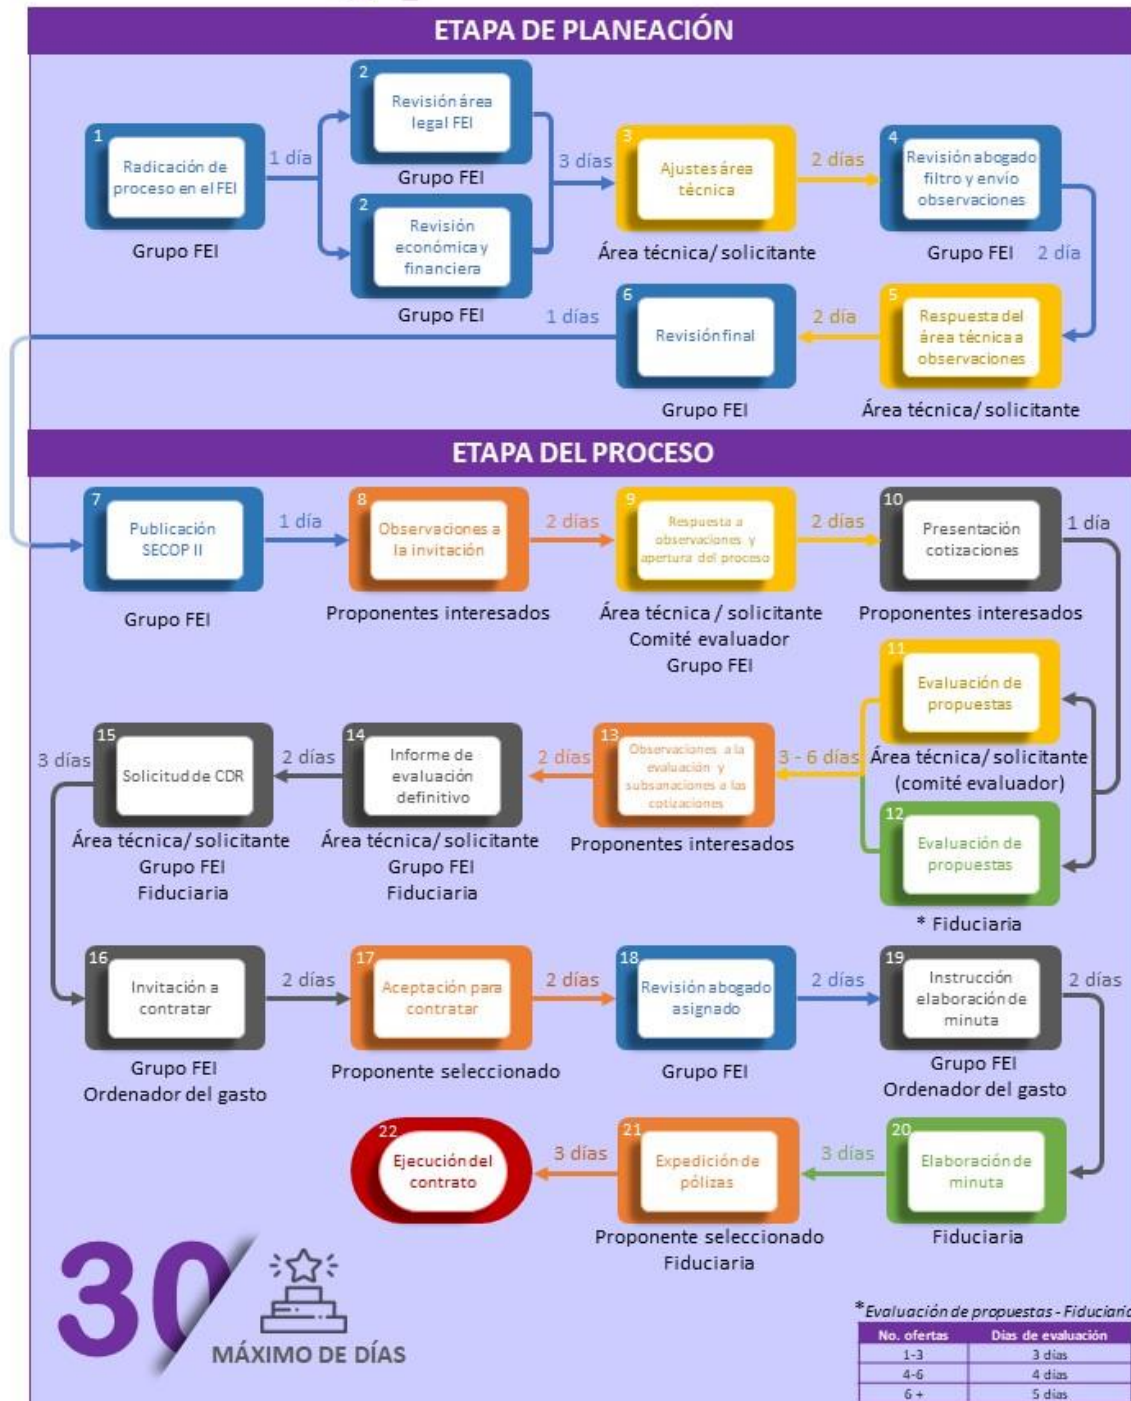 ETAPA DE PLANEACIÓN
1
Radicación de
proceso en el FEI
Grupo FEI
1 día
2
Revisión área
legal FEI
Grupo FEI
2
Revisión
económica y
financiera
Grupo FEI
3 días
3
Ajustes área
técnica
Área técnica/ solicitante
2 días
4
Revisión abogado
filtro y envío
observaciones
Grupo FEI
2 día
5
Respuesta del
área técnica a
observaciones
Área técnica/ solicitante
2 día
6
Revisión final
Grupo FEI
1 días
ETAPA DEL PROCESO
7
Publicación
SECOP II
Grupo FEI
1 día
8
Observaciones a
la invitación
Proponentes interesados
2 días
9
Respuesta a
observaciones y
apertura del proceso
Área técnica / solicitante
Comité evaluador
Grupo FEI
2 días
10
Presentación
cotizaciones
Proponentes interesados
1 día
11
Evaluación de
propuestas
Área técnica/ solicitante
(comité evaluador)
12
Evaluación de
propuestas
* Fiduciaria
3 - 6 días
13
Observaciones a la
evaluación y
subsanaciones a las
cotizaciones
Proponentes interesados
2 días
14
Informe de
evaluación
definitivo
Área técnica/ solicitante
Grupo FEI
Fiduciaria
2 días
15
Solicitud de CDR
Área técnica/ solicitante
Grupo FEI
Fiduciaria
3 días
16
Invitación a
contratar
Grupo FEI
Ordenador del gasto
2 días
17
Aceptación para
contratar
Proponente seleccionado
2 días
18
Revisión abogado
asignado
Grupo FEI
2 días
19
Instrucción
elaboración de
minuta
Grupo FEI
Ordenador del gasto
2 días
20
Elaboración de
minuta
Fiduciaria
3 días
21
Expedición de
pólizas
Proponente seleccionado
Fiduciaria
3 días
22
Ejecución del
contrato
30
MÁXIMO DE DÍAS
*Evaluación de propuestas - Fiduciaria
No. ofertas Días de evaluación
1-3 3 días
4-6 4 días
6 + 5 días